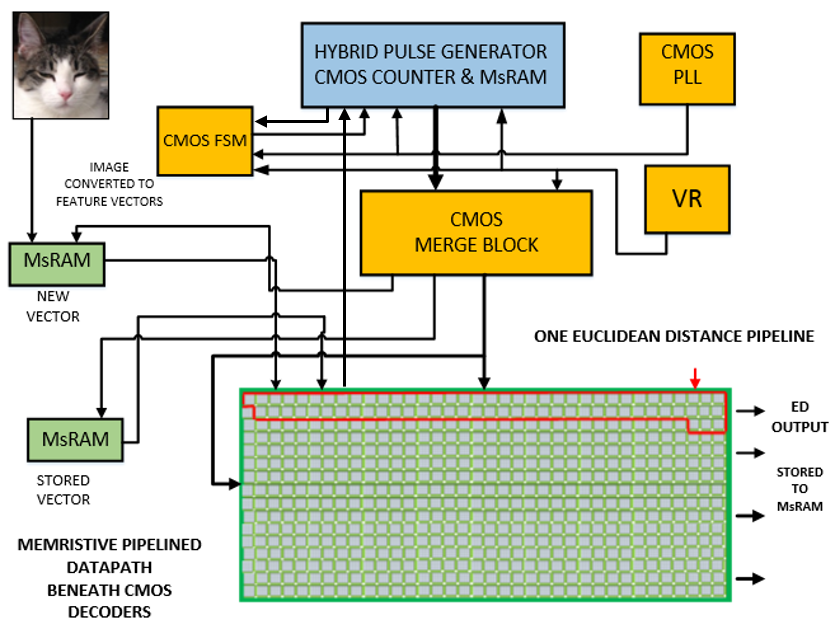 HYBRID PULSE GENERATOR
CMOS COUNTER & MsRAM
CMOS
PLL
CMOS FSM
IMAGE
CONVERTED TO
FEATURE VECTORS
VR
CMOS
MERGE BLOCK
MsRAM
NEW
VECTOR
ONE EUCLIDEAN DISTANCE PIPELINE
ED
OUTPUT
MsRAM
STORED
VECTOR
STORED
TO
MsRAM
MEMRISTIVE PIPELINED
DATAPATH
BENEATH CMOS
DECODERS